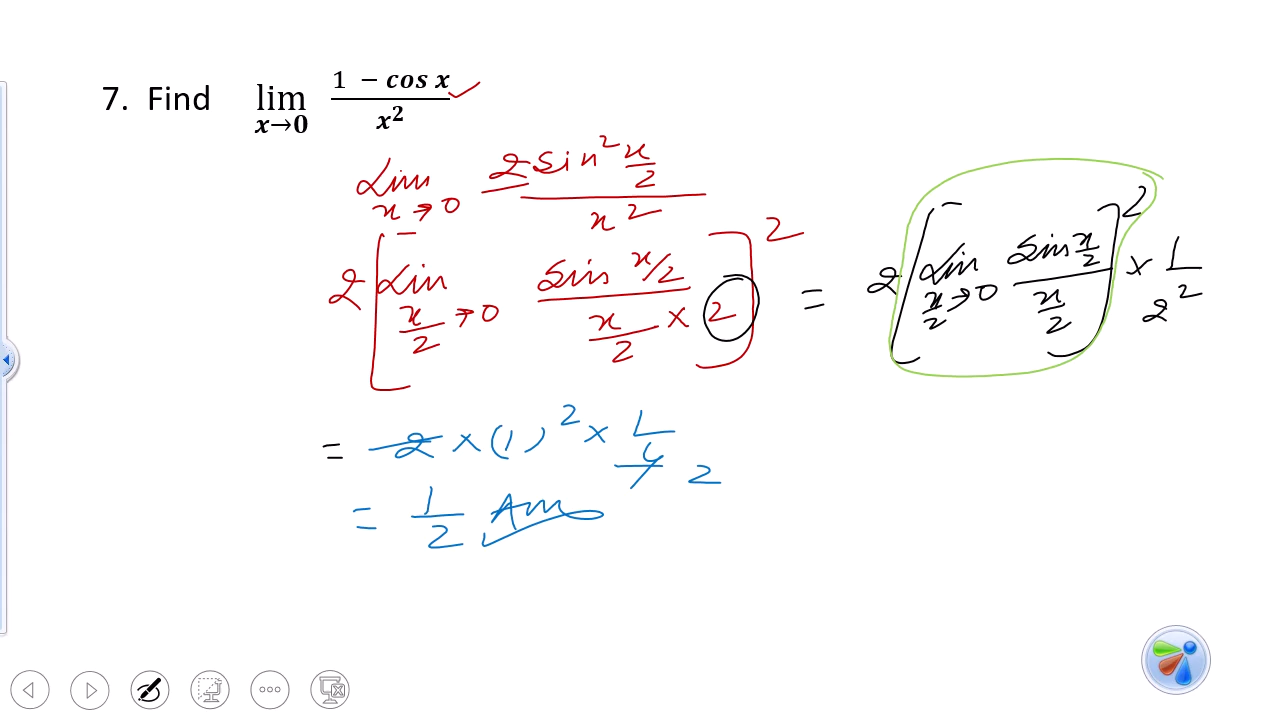 7. Find lim x→0 (1 − cos x) / x²
Lim x→0 2 sin² x/2 / x²
2 [ Lim x/2→0 sin x/2 / (x/2 × 2) ]² = 2 [ Lim x/2→0 sin x/2 / (x/2) ]² × 1/2²
= 2 × (1)² × 1/4 2
= 1/2 Ans